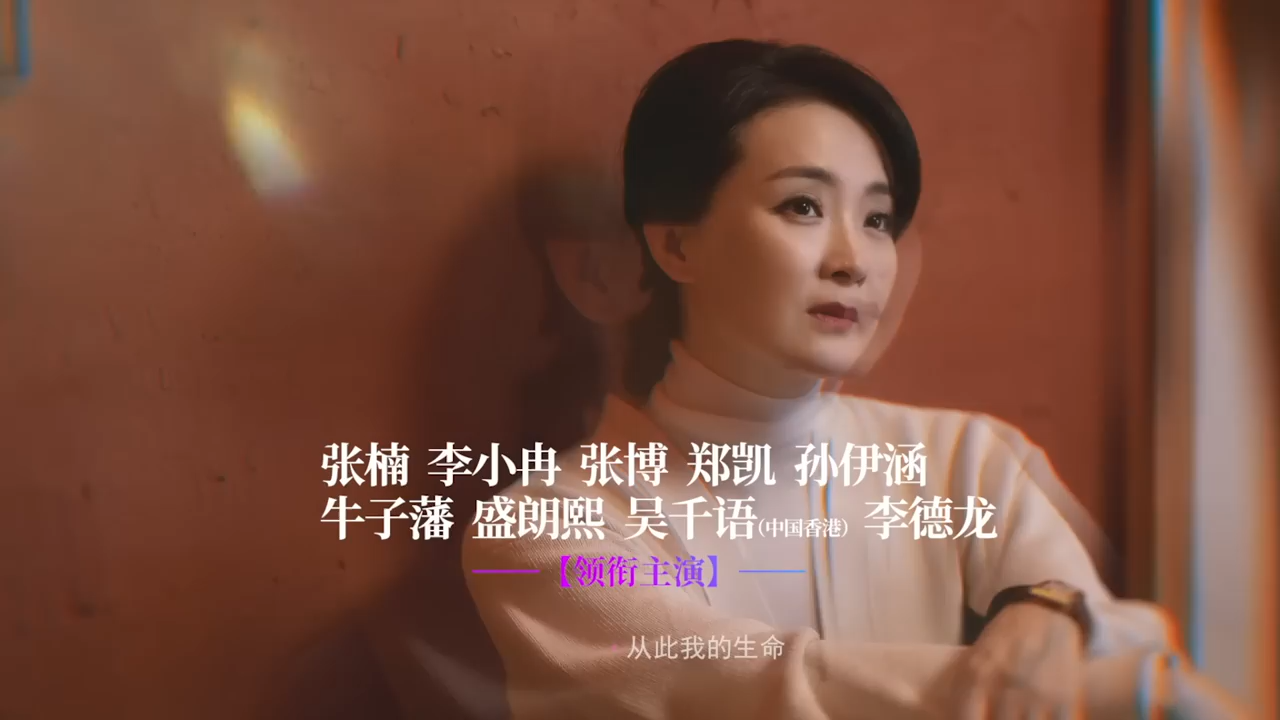 张楠 李小冉 张博 郑凯 孙伊涵
牛子藩 盛朗熙 吴千语(中国香港) 李德龙
【领衔主演】
从此我的生命